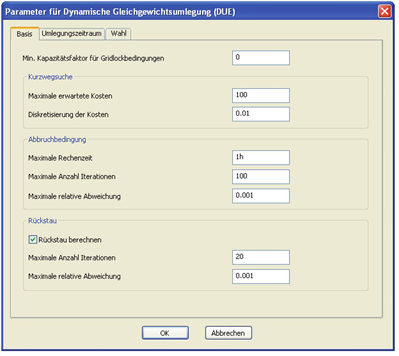 Parameter für Dynamische Gleichgewichtsumlegung (DUE)
Basis Umlegungszeitraum Wahl
Min. Kapazitätsfaktor für Gridlockbedingungen 0
Kurzwegsuche
Maximale erwartete Kosten 100
Diskretisierung der Kosten 0.01
Abbruchbedingung
Maximale Rechenzeit 1h
Maximale Anzahl Iterationen 100
Maximale relative Abweichung 0.001
Rückstau
Rückstau berechnen
Maximale Anzahl Iterationen 20
Maximale relative Abweichung 0.001
OK Abbrechen